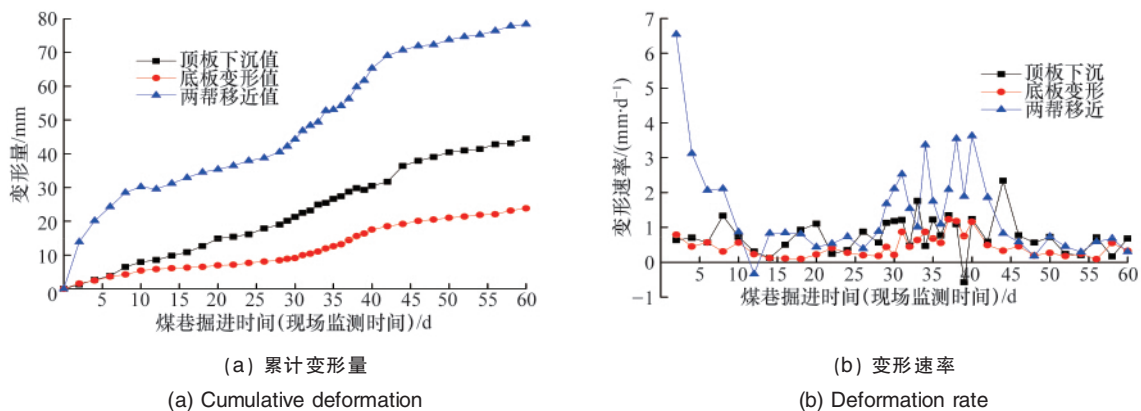 80
70
60
50
40
30
20
10
0
变形量/mm
顶板下沉值
底板变形值
两帮移近值
0 5 10 15 20 25 30 35 40 45 50 55 60
煤巷掘进时间(现场监测时间)/d
(a) 累计变形量
(a) Cumulative deformation
7
6
5
4
3
2
1
0
−1
变形速率/(mm·d⁻¹)
顶板下沉
底板变形
两帮移近
5 10 15 20 25 30 35 40 45 50 55 60
煤巷掘进时间(现场监测时间)/d
(b) 变形速率
(b) Deformation rate